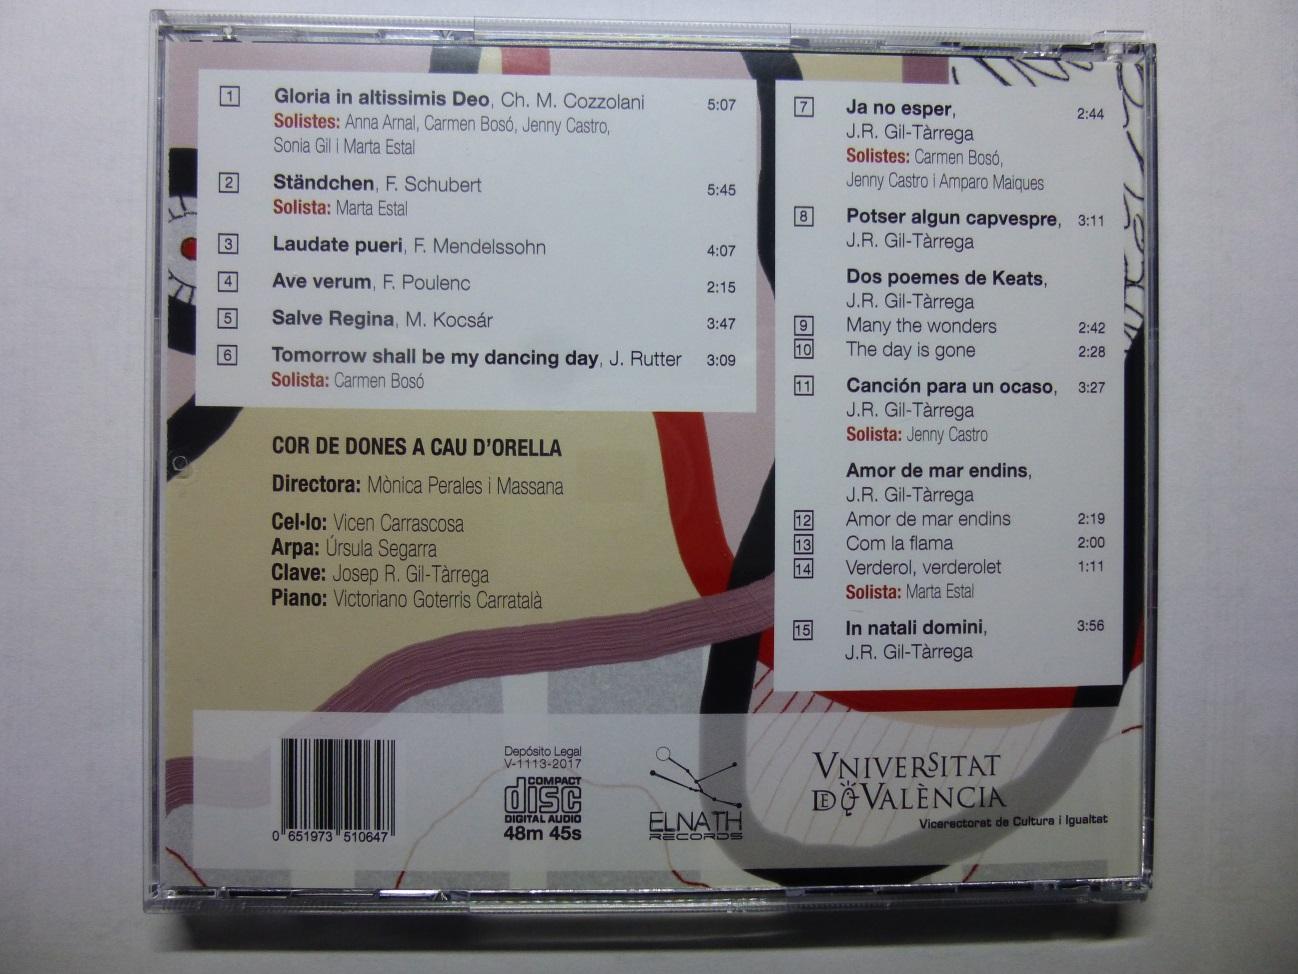 1 Gloria in altissimis Deo, Ch. M. Cozzolani 5:07
Solistes: Anna Arnal, Carmen Bosó, Jenny Castro,
Sonia Gil i Marta Estal
2 Ständchen, F. Schubert 5:45
Solista: Marta Estal
3 Laudate pueri, F. Mendelssohn 4:07
4 Ave verum, F. Poulenc 2:15
5 Salve Regina, M. Kocsár 3:47
6 Tomorrow shall be my dancing day, J. Rutter 3:09
Solista: Carmen Bosó
COR DE DONES A CAU D'ORELLA
Directora: Mònica Perales i Massana
Cel·lo: Vicen Carrascosa
Arpa: Úrsula Segarra
Clave: Josep R. Gil-Tàrrega
Piano: Victoriano Goterris Carratalà
7 Ja no esper, 2:44
J.R. Gil-Tàrrega
Solistes: Carmen Bosó,
Jenny Castro i Amparo Maiques
8 Potser algun capvespre, 3:11
J.R. Gil-Tàrrega
Dos poemes de Keats,
J.R. Gil-Tàrrega
9 Many the wonders 2:42
10 The day is gone 2:28
11 Canción para un ocaso, 3:27
J.R. Gil-Tàrrega
Solista: Jenny Castro
Amor de mar endins,
J.R. Gil-Tàrrega
12 Amor de mar endins 2:19
13 Com la flama 2:00
14 Verderol, verderolet 1:11
Solista: Marta Estal
15 In natali domini, 3:56
J.R. Gil-Tàrrega
0 651973 510647
Depósito Legal
V-1113-2017
COMPACT
disc
DIGITAL AUDIO
48m 45s
ELNATH
RECORDS
VNIVERSITAT
DE VALÈNCIA
Vicerectorat de Cultura i Igualtat